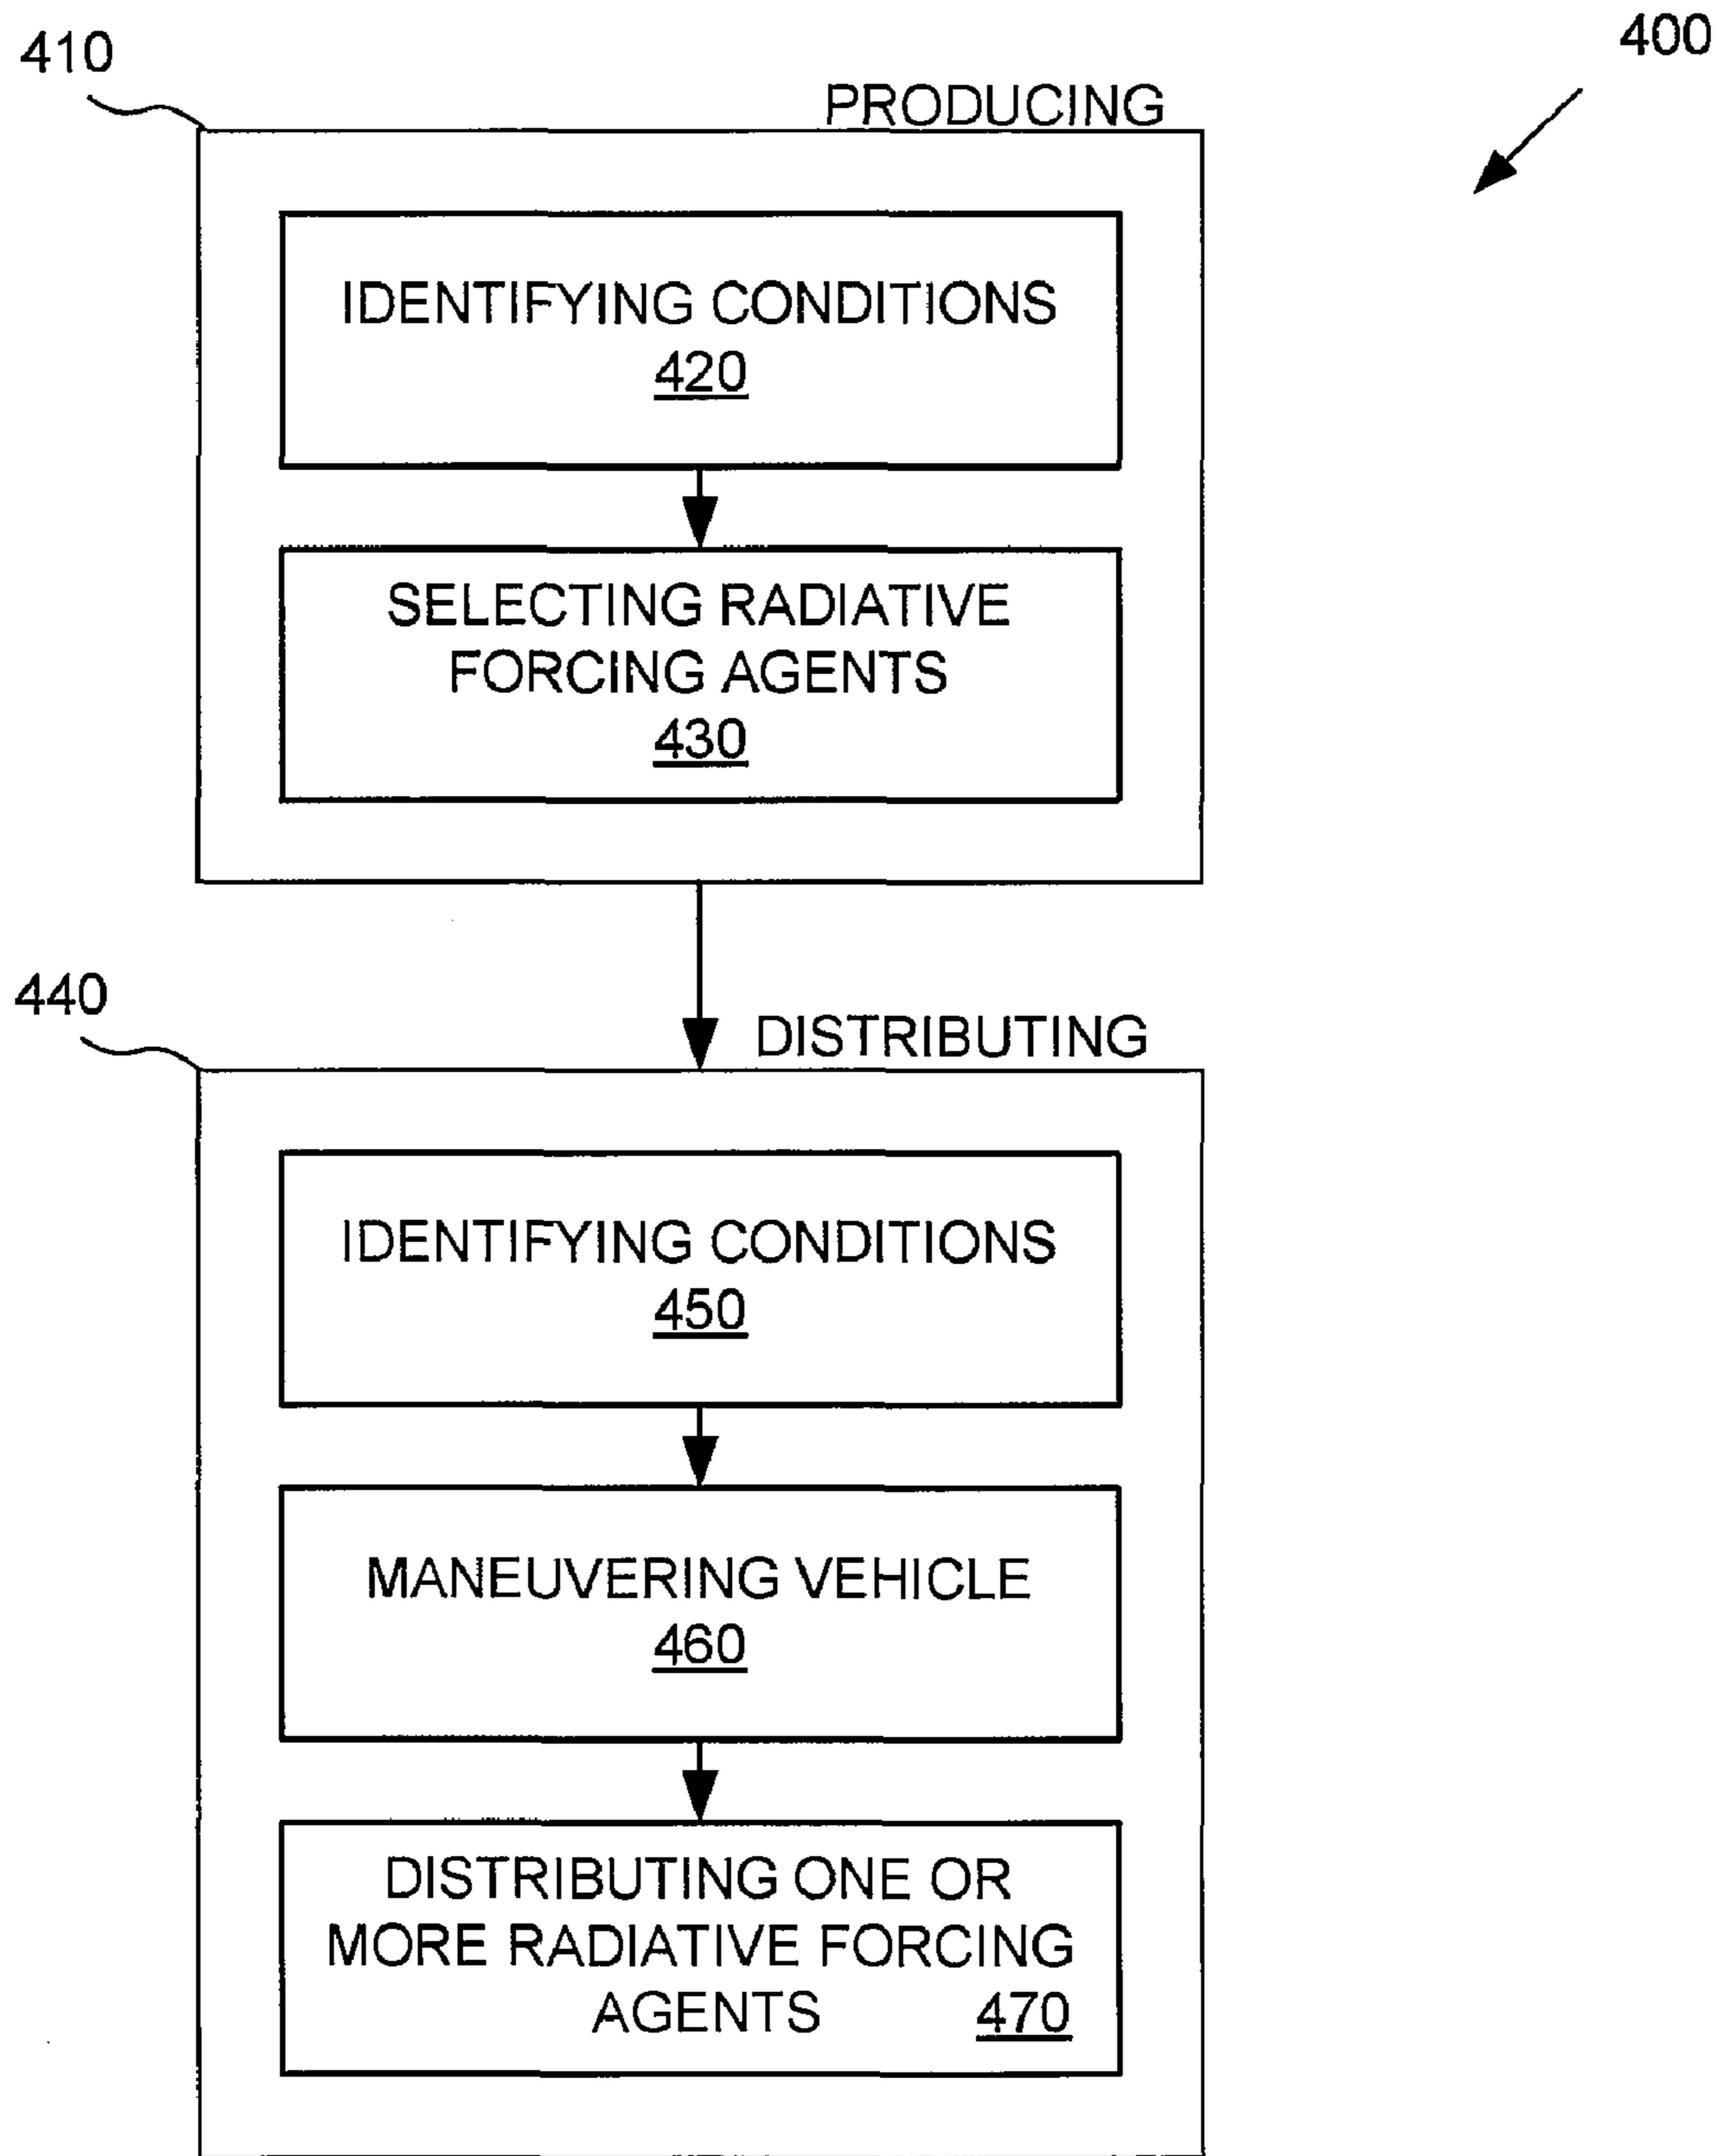 400
410
PRODUCING
IDENTIFYING CONDITIONS
420
SELECTING RADIATIVE
FORCING AGENTS
430
440
DISTRIBUTING
IDENTIFYING CONDITIONS
450
MANEUVERING VEHICLE
460
DISTRIBUTING ONE OR
MORE RADIATIVE FORCING
AGENTS 470